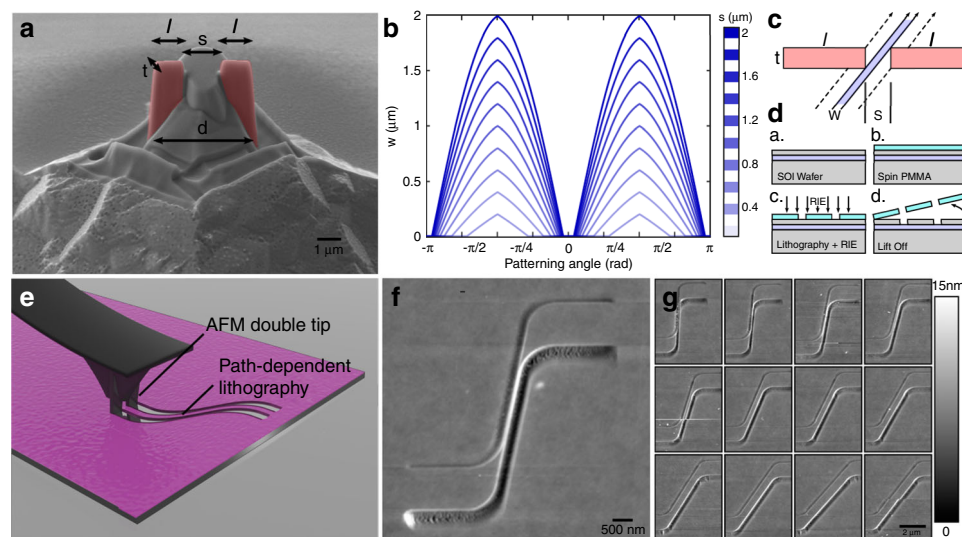 a
l
s
l
t
d
1 μm
b
s (μm)
2
1.6
1.2
0.8
0.4
w (μm)
2
1.5
1
0.5
0
-π
-π/2
-π/4
0
π/4
π/2
π
Patterning angle (rad)
c
l
l
t
w
s
d
a.
SOI Wafer
b.
Spin PMMA
c.
RIE
Lithography + RIE
d.
Lift Off
e
AFM double tip
Path-dependent
lithography
f
500 nm
g
2 μm
15nm
0